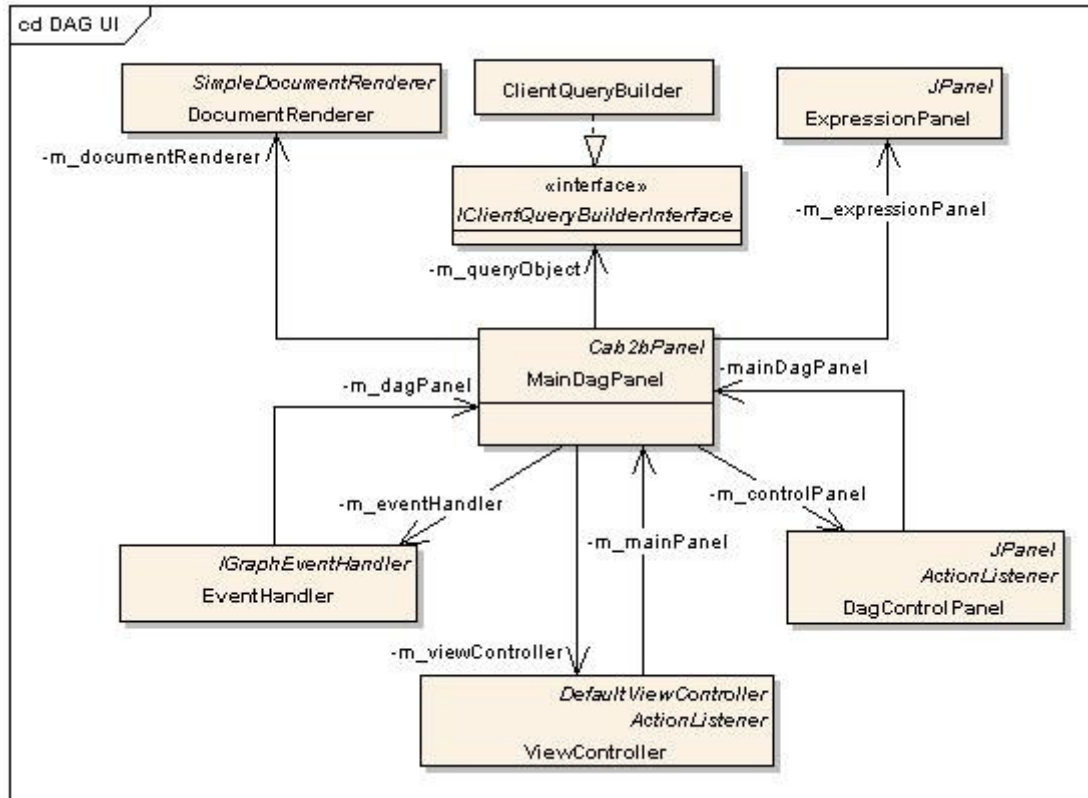 cd DAG UI
SimpleDocumentRenderer
DocumentRenderer
ClientQueryBuilder
JPanel
ExpressionPanel
-m_documentRenderer
«interface»
IClientQueryBuilderInterface
-m_expressionPanel
-m_queryObject
Cab2bPanel
MainDagPanel
-m_dagPanel
-mainDagPanel
-m_eventHandler
-m_controlPanel
-m_mainPanel
IGraphEventHandler
EventHandler
JPanel
ActionListener
DagControlPanel
-m_viewController
DefaultViewController
ActionListener
ViewController